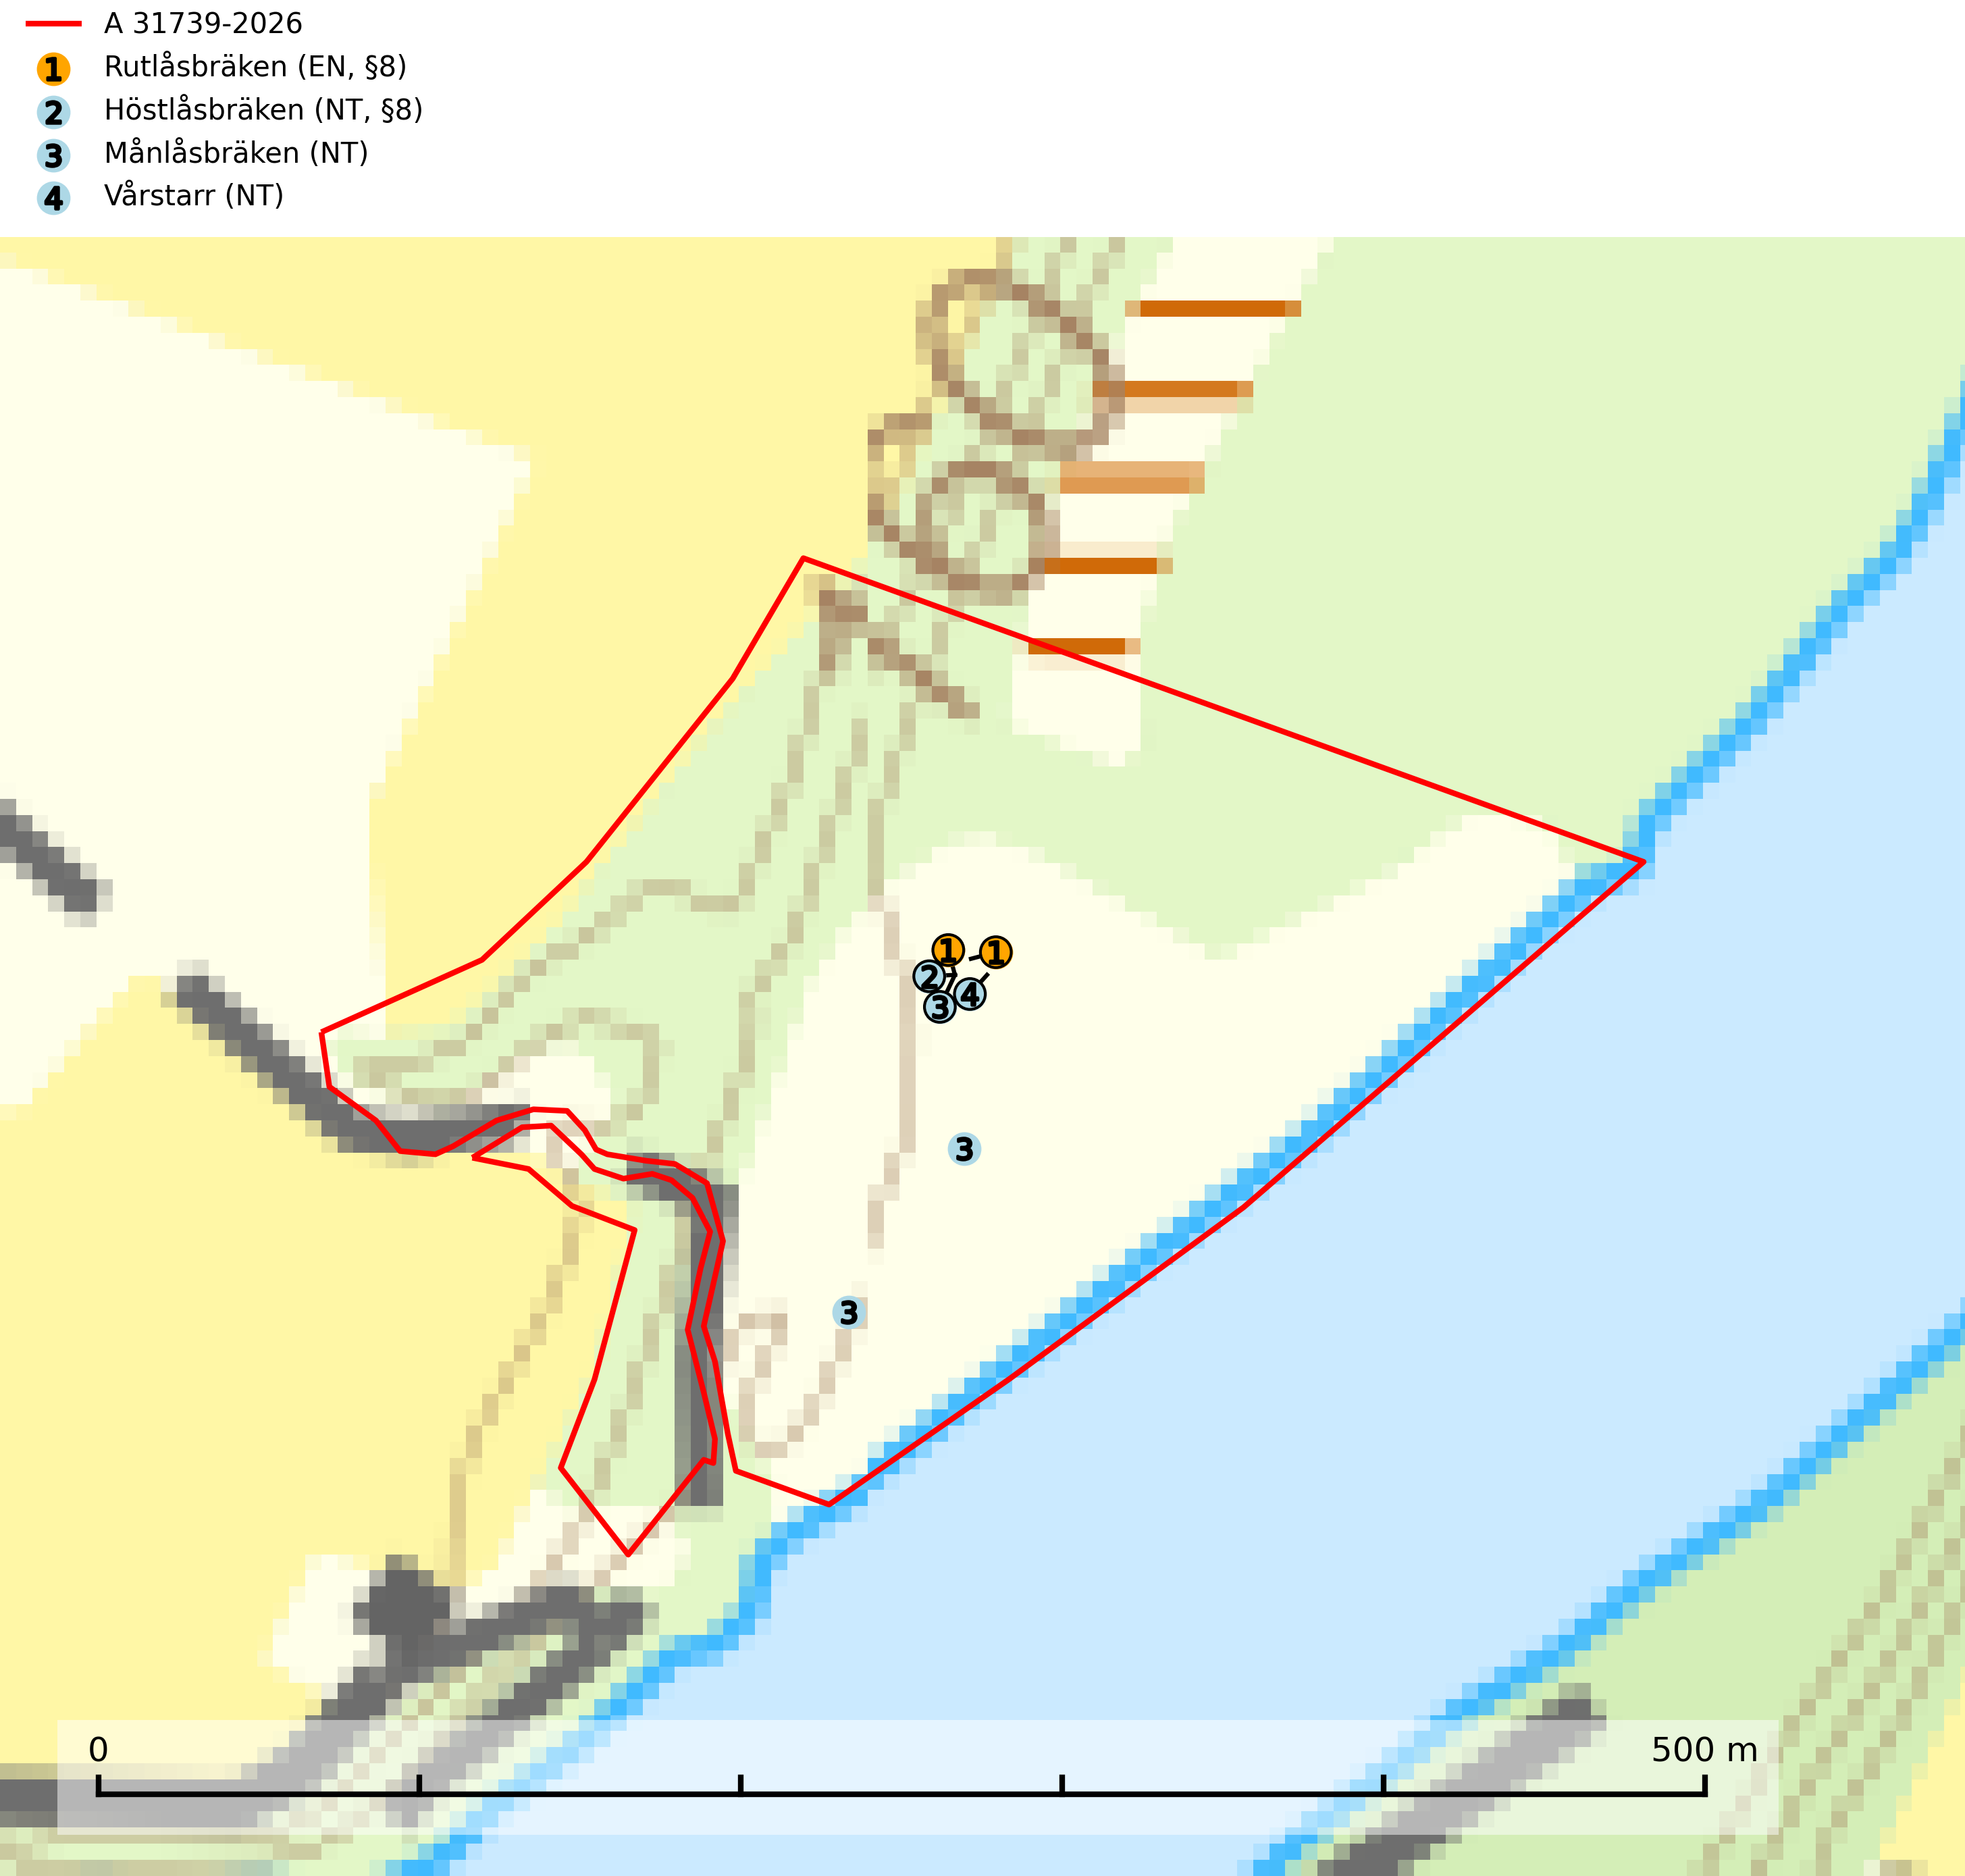 A 31739-2026
1 Rutlåsbräken (EN, §8)
2 Höstlåsbräken (NT, §8)
3 Månlåsbräken (NT)
4 Vårstarr (NT)
1 1
2 4
3
3
3
0 500 m